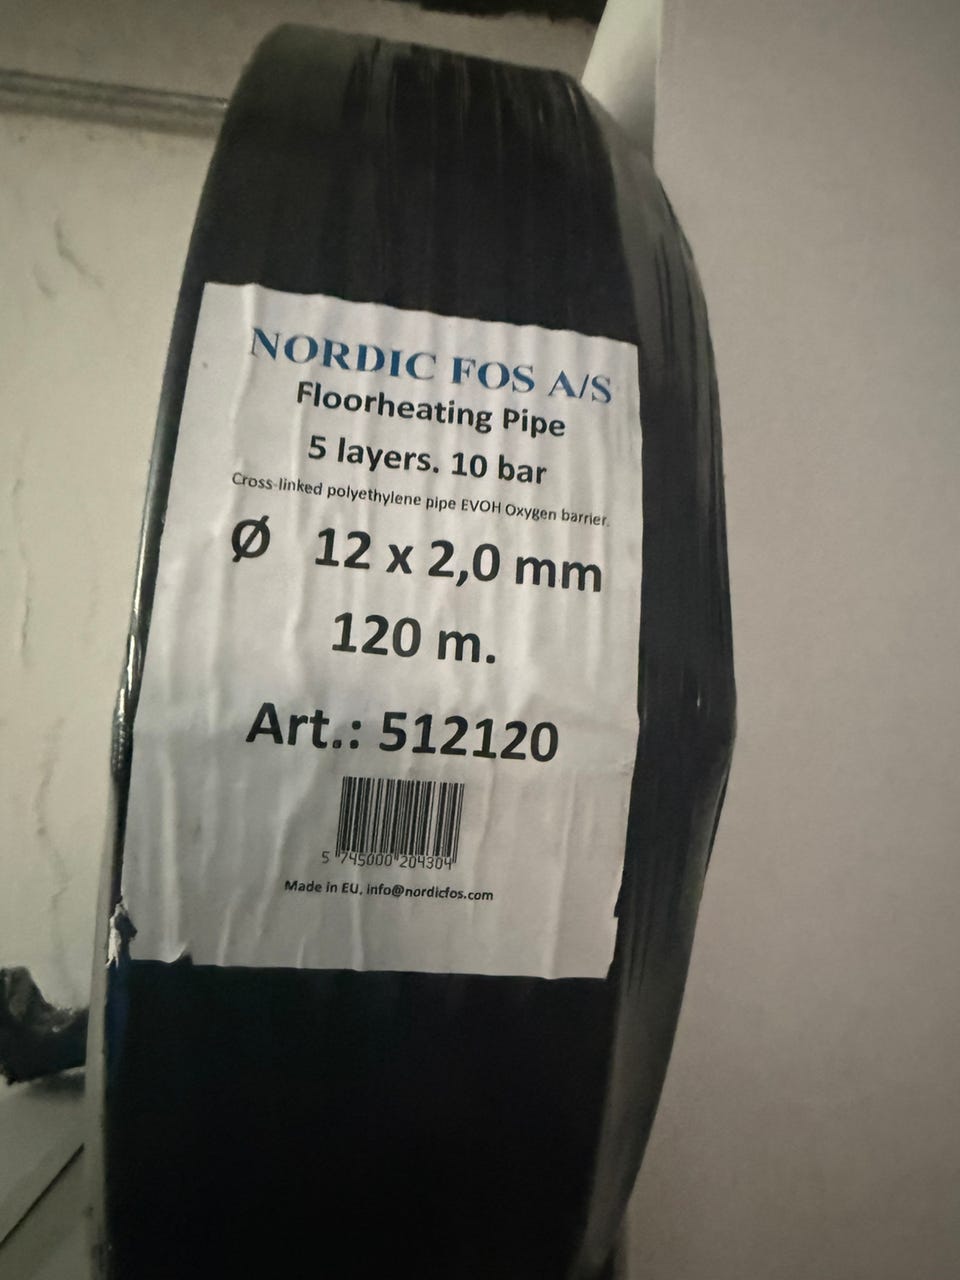 NORDIC FOS A/S
Floorheating Pipe
5 layers. 10 bar
Cross-linked polyethylene pipe EVOH Oxygen barrier.
Ø 12 x 2,0 mm
120 m.
Art.: 512120
5 745000 204304
Made in EU, info@nordicfos.com